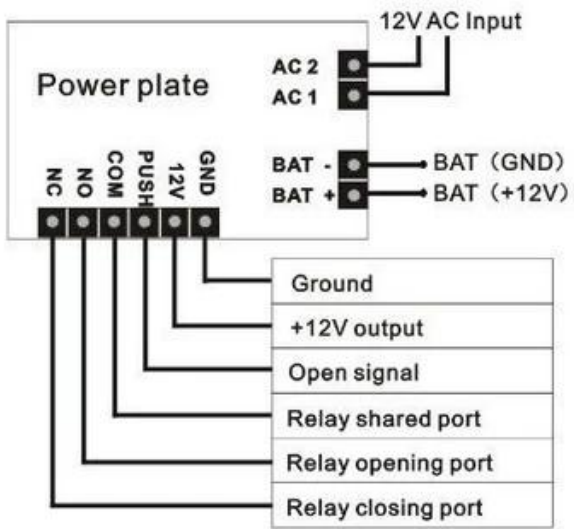 12V AC Input
AC 2
Power plate
AC 1
BAT - BAT (GND)
BAT + BAT (+12V)
NC NO COM PUSH 12V GND
Ground
+12V output
Open signal
Relay shared port
Relay opening port
Relay closing port